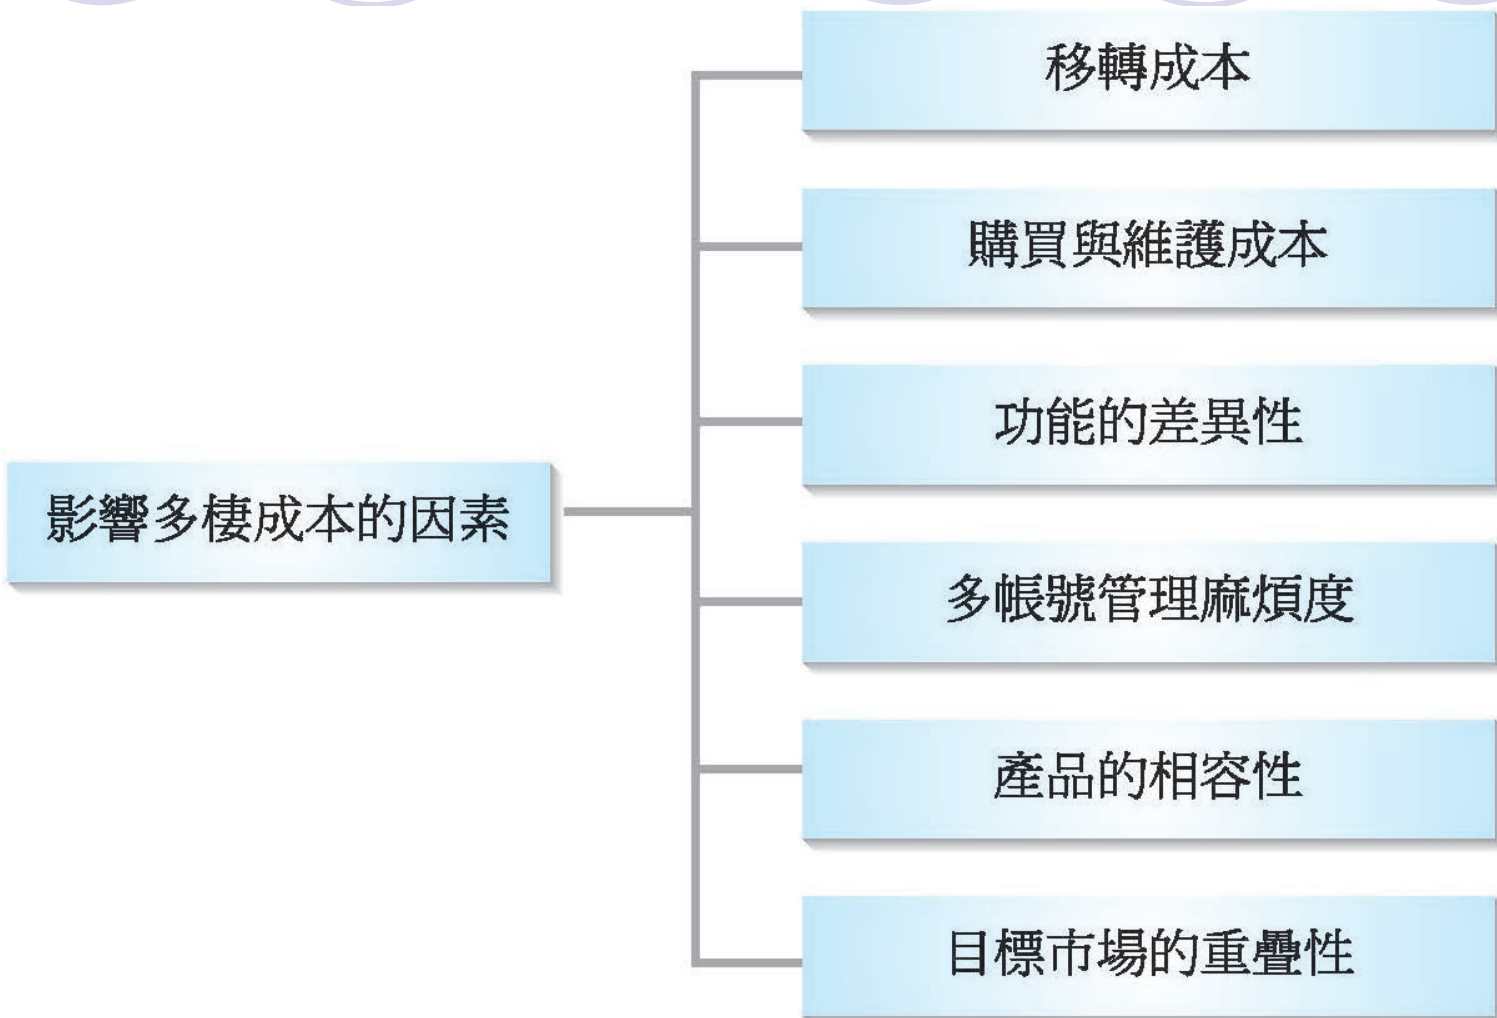 移轉成本
購買與維護成本
功能的差異性
影響多棲成本的因素
多帳號管理麻煩度
產品的相容性
目標市場的重疊性